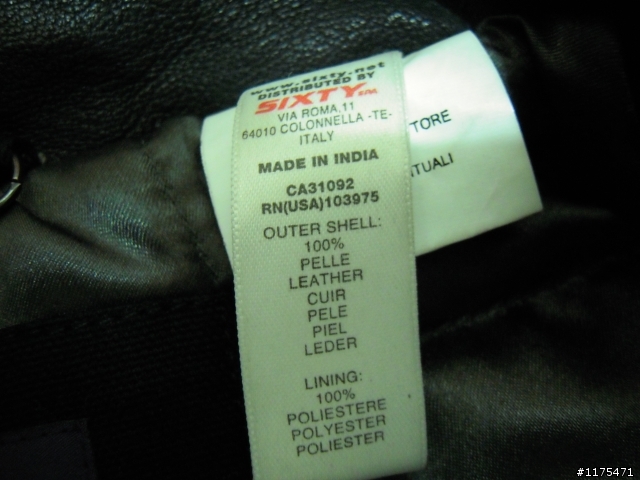 www.sixty.net
DISTRIBUTED BY
SIXTY
VIA ROMA,11
64010 COLONNELLA -TE-
ITALY
MADE IN INDIA
CA31092
RN(USA)103975
OUTER SHELL:
100%
PELLE
LEATHER
CUIR
PELE
PIEL
LEDER
LINING:
100%
POLIESTERE
POLYESTER
POLIESTER
TORE
TUALI
#1175471